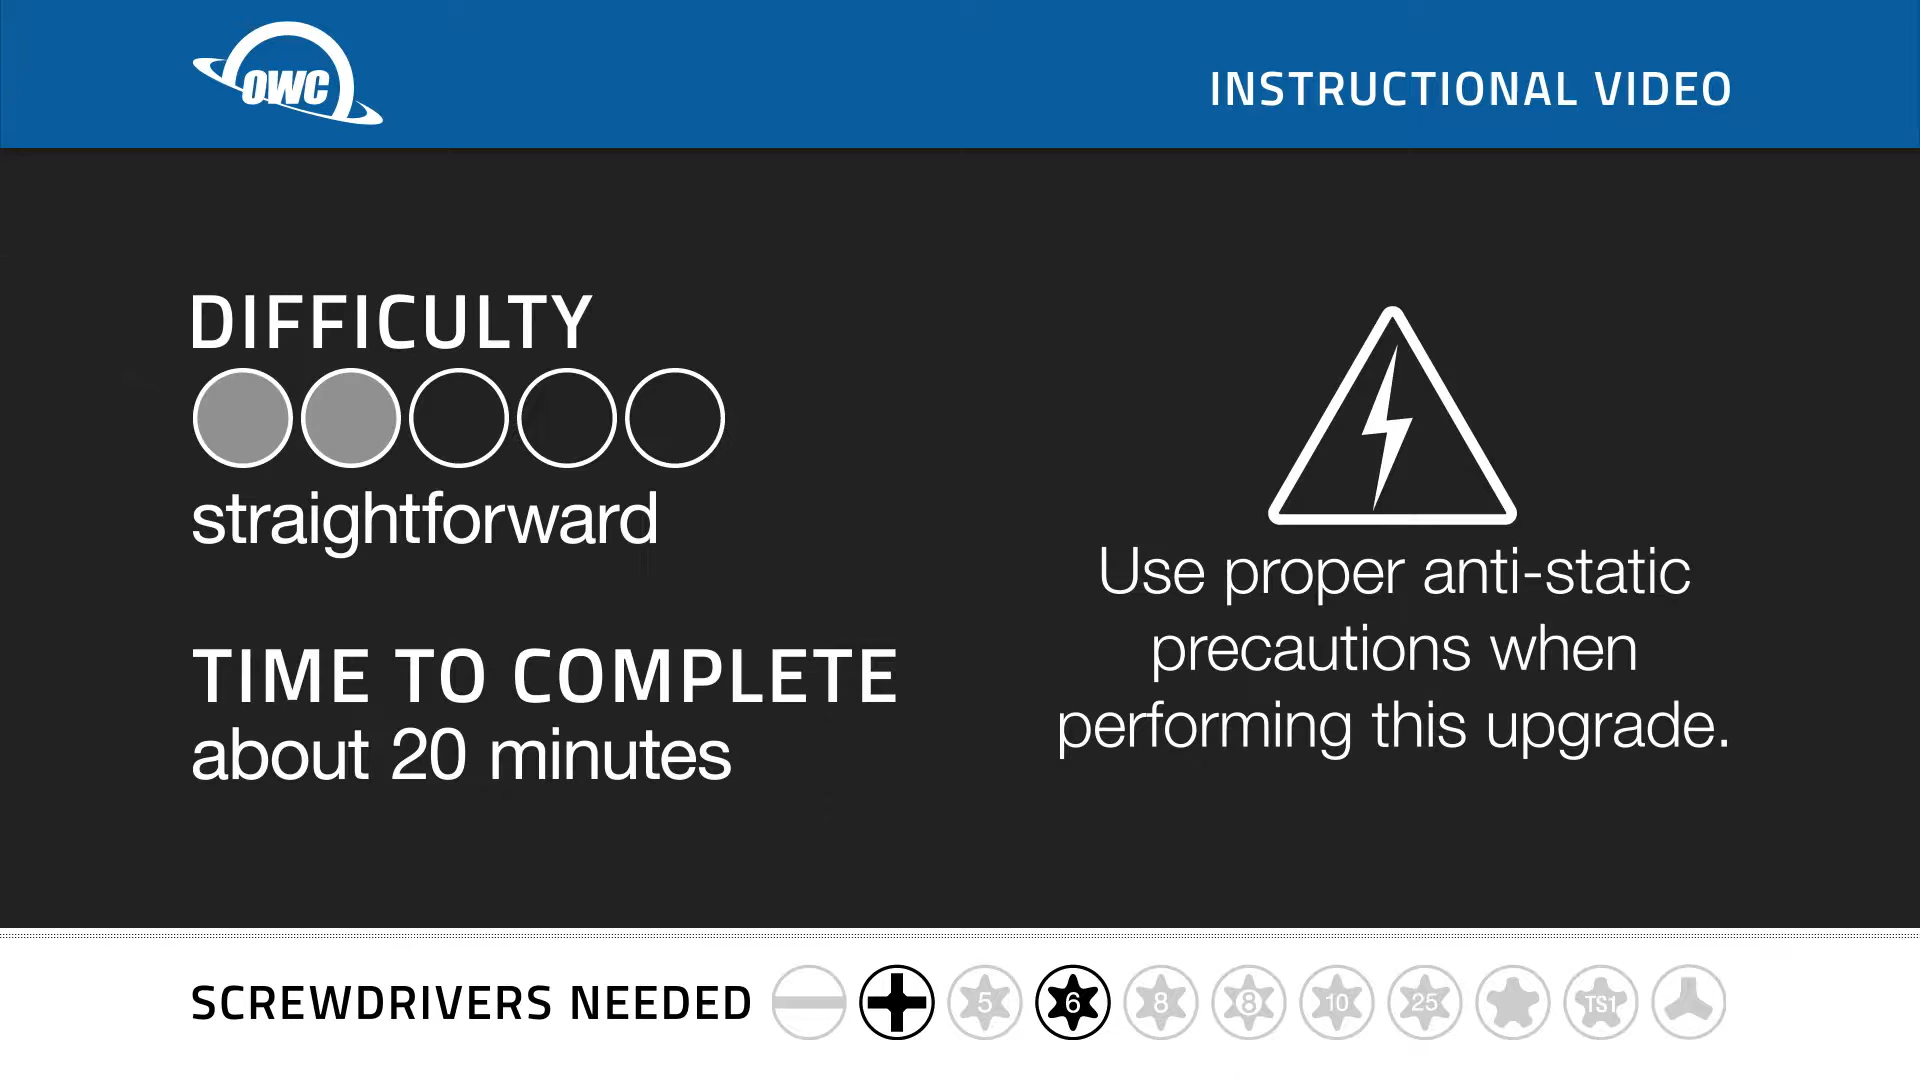 OWC
INSTRUCTIONAL VIDEO
DIFFICULTY
straightforward
TIME TO COMPLETE
about 20 minutes
Use proper anti-static
precautions when
performing this upgrade.
SCREWDRIVERS NEEDED
5 6 8 8 10 25 TS1